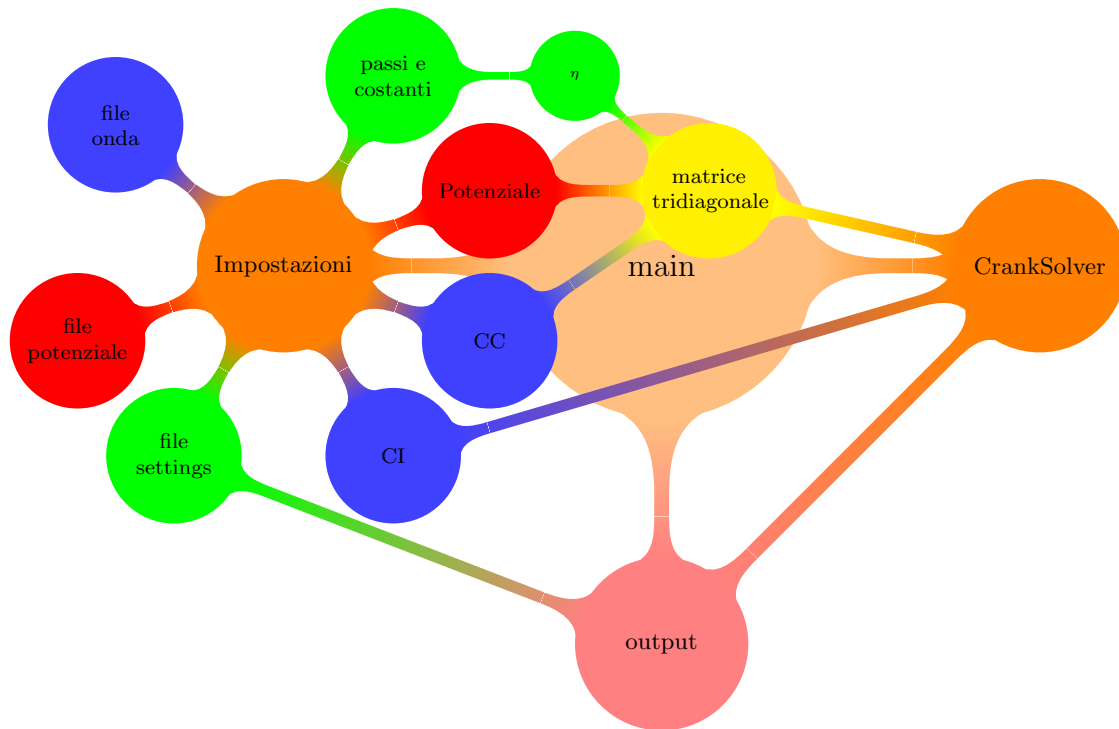 passi e
costanti
η
file
onda
Potenziale
matrice
tridiagonale
Impostazioni
main
CrankSolver
file
potenziale
CC
file
settings
CI
output